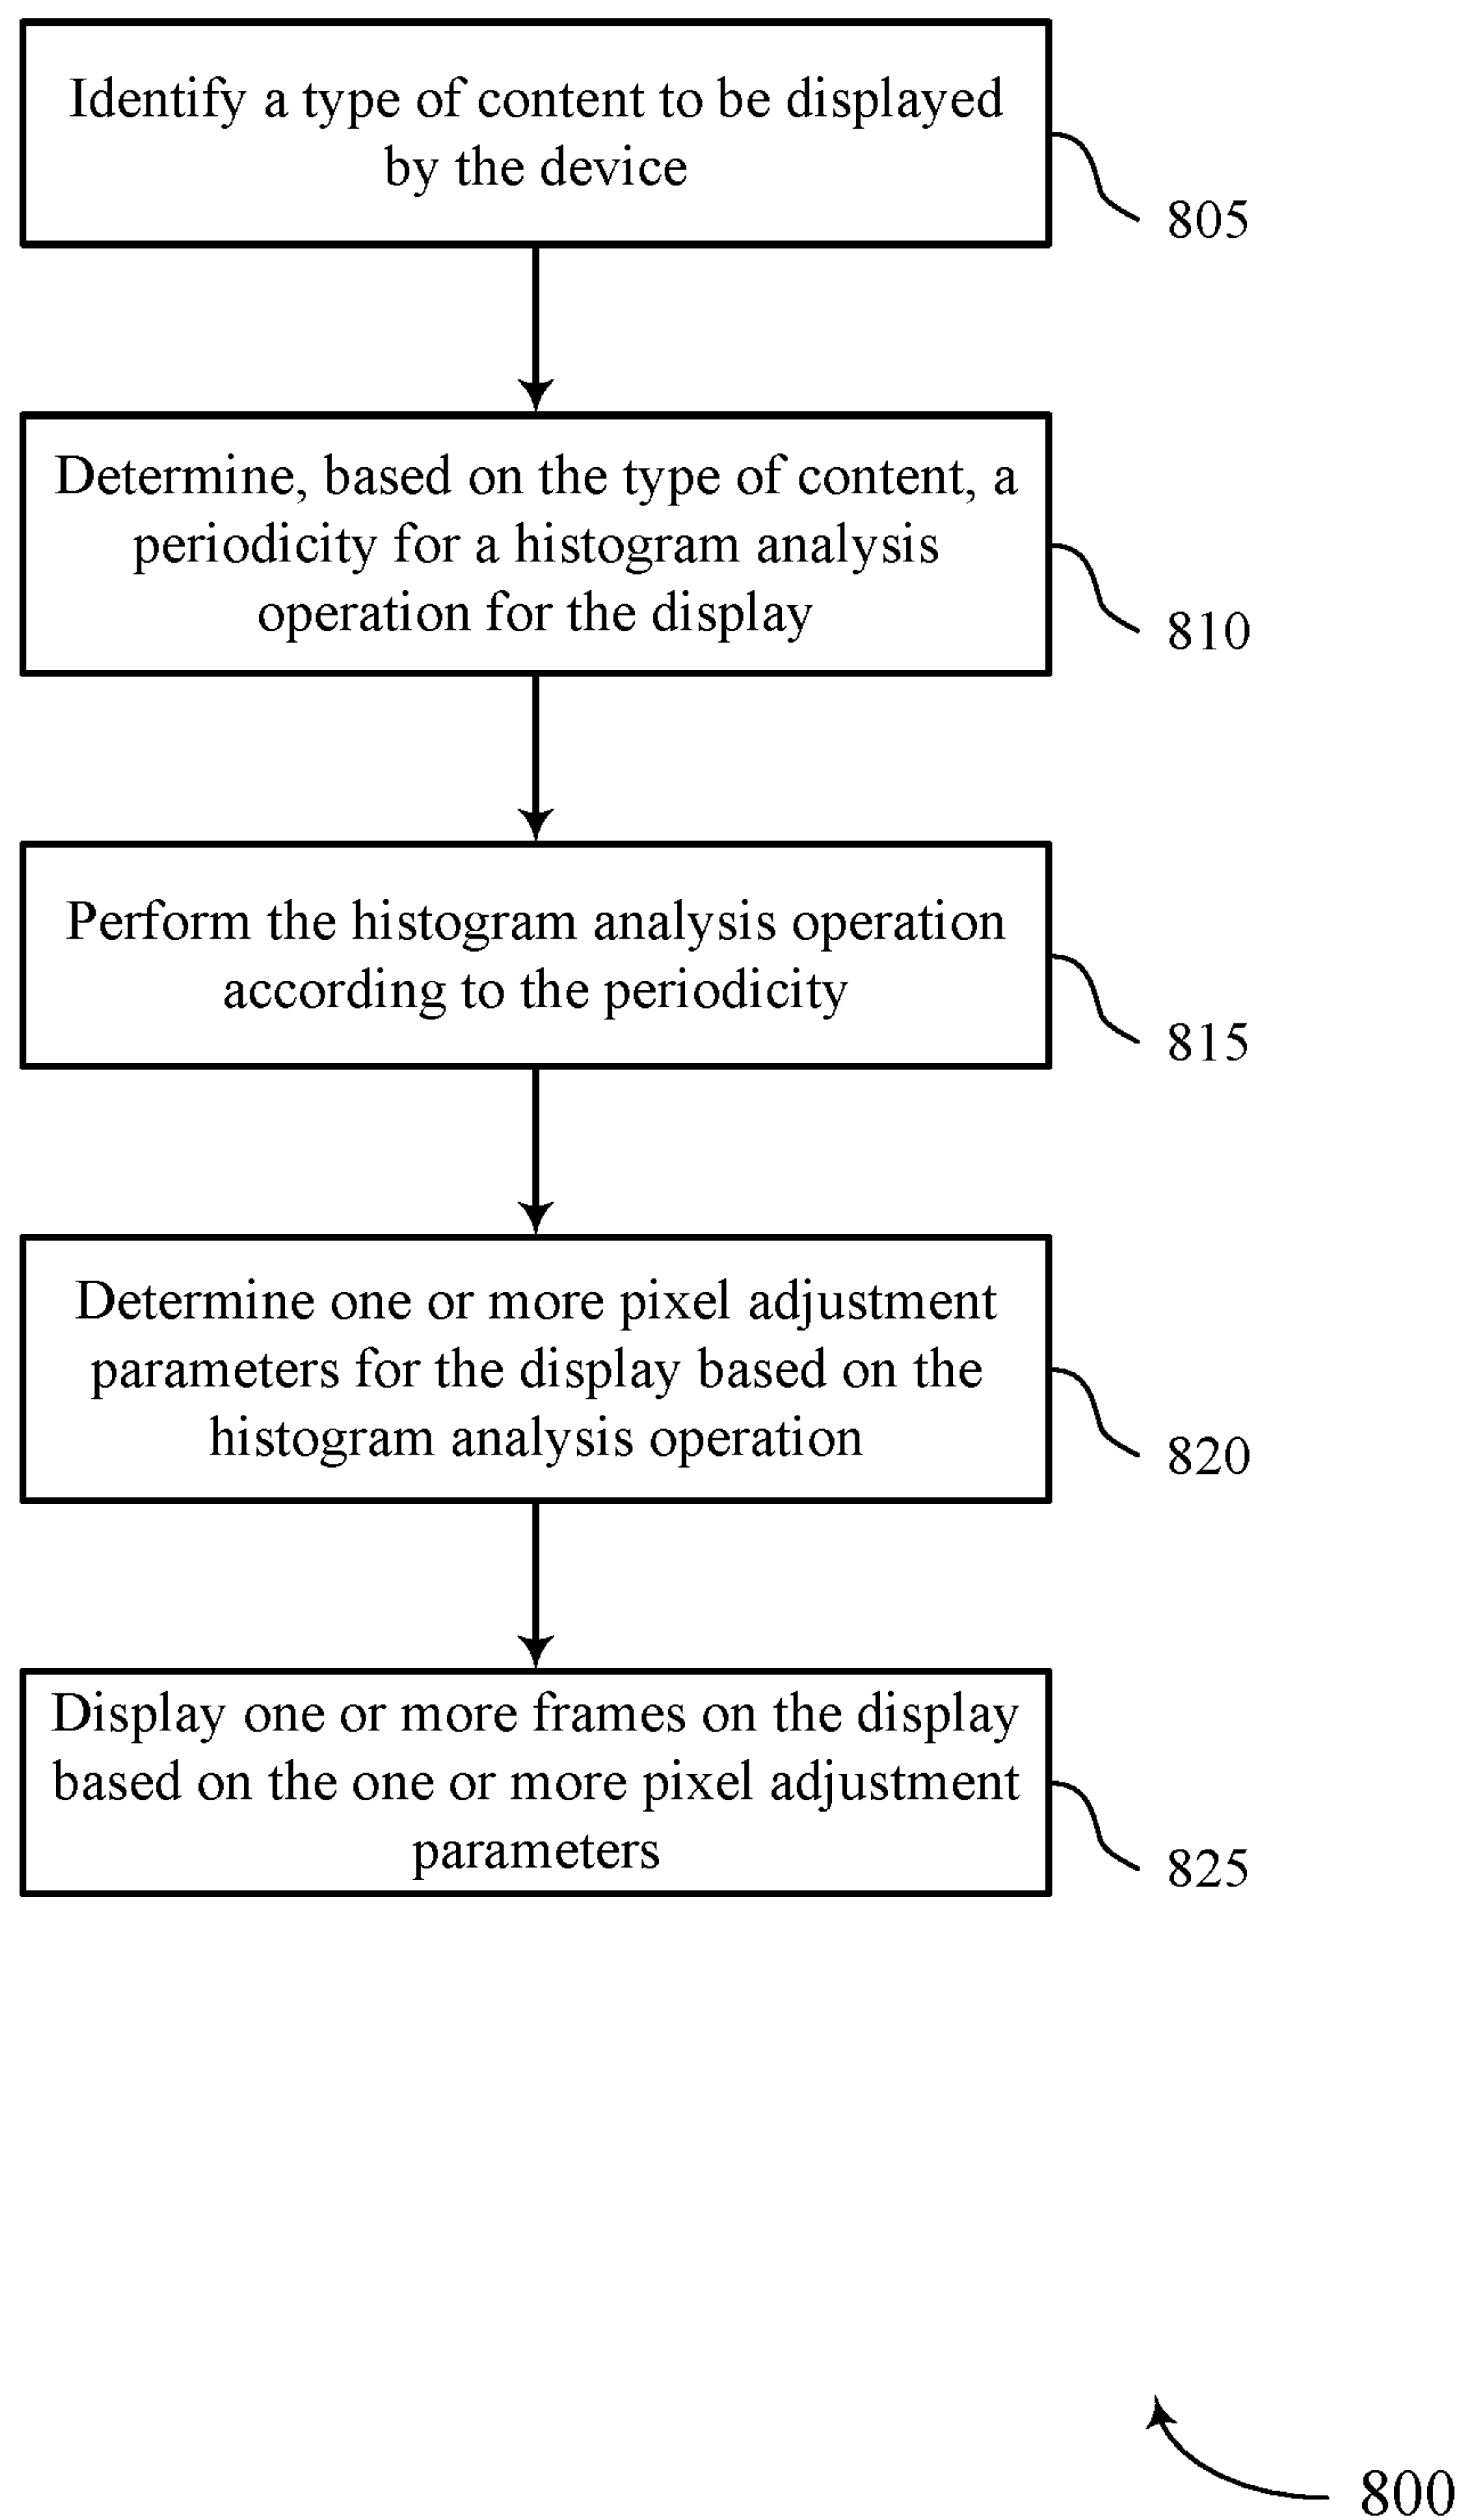 Identify a type of content to be displayed
by the device
805
Determine, based on the type of content, a
periodicity for a histogram analysis
operation for the display
810
Perform the histogram analysis operation
according to the periodicity
815
Determine one or more pixel adjustment
parameters for the display based on the
histogram analysis operation
820
Display one or more frames on the display
based on the one or more pixel adjustment
parameters
825
800